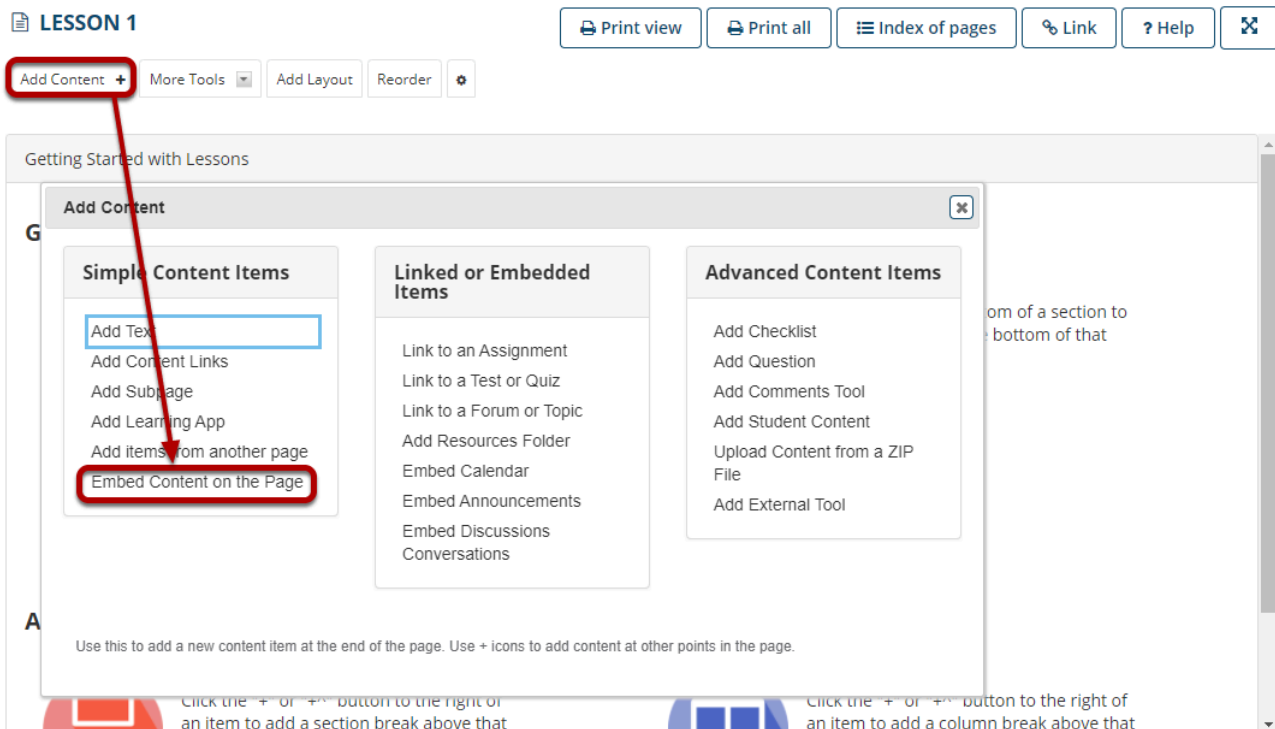 LESSON 1
Print view
Print all
Index of pages
Link
? Help
Add Content +
More Tools
Add Layout
Reorder
Getting Started with Lessons
Add Content
G
Simple Content Items
Add Text
Add Content Links
Add Subpage
Add Learning App
Add items from another page
Embed Content on the Page
Linked or Embedded
Items
Link to an Assignment
Link to a Test or Quiz
Link to a Forum or Topic
Add Resources Folder
Embed Calendar
Embed Announcements
Embed Discussions
Conversations
Advanced Content Items
Add Checklist
Add Question
Add Comments Tool
Add Student Content
Upload Content from a ZIP
File
Add External Tool
om of a section to
bottom of that
A
Use this to add a new content item at the end of the page. Use + icons to add content at other points in the page.
Click the "+" or "+^" button to the right of
an item to add a section break above that
Click the "+" or "+^" button to the right of
an item to add a column break above that